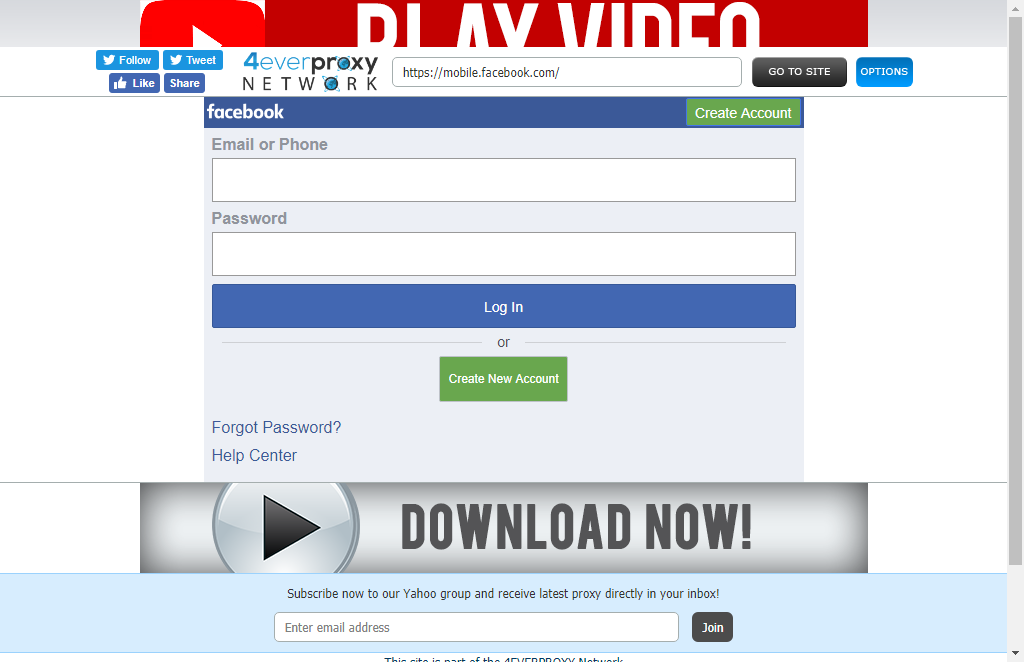 PLAY VIDEO
Follow
Tweet
4everproxy
NETWORK
https://mobile.facebook.com/
GO TO SITE
OPTIONS
Like
Share
facebook
Create Account
Email or Phone
Password
Log In
or
Create New Account
Forgot Password?
Help Center
DOWNLOAD NOW!
Subscribe now to our Yahoo group and receive latest proxy directly in your inbox!
Enter email address
Join
This site is part of the 4EVERPROXY Network